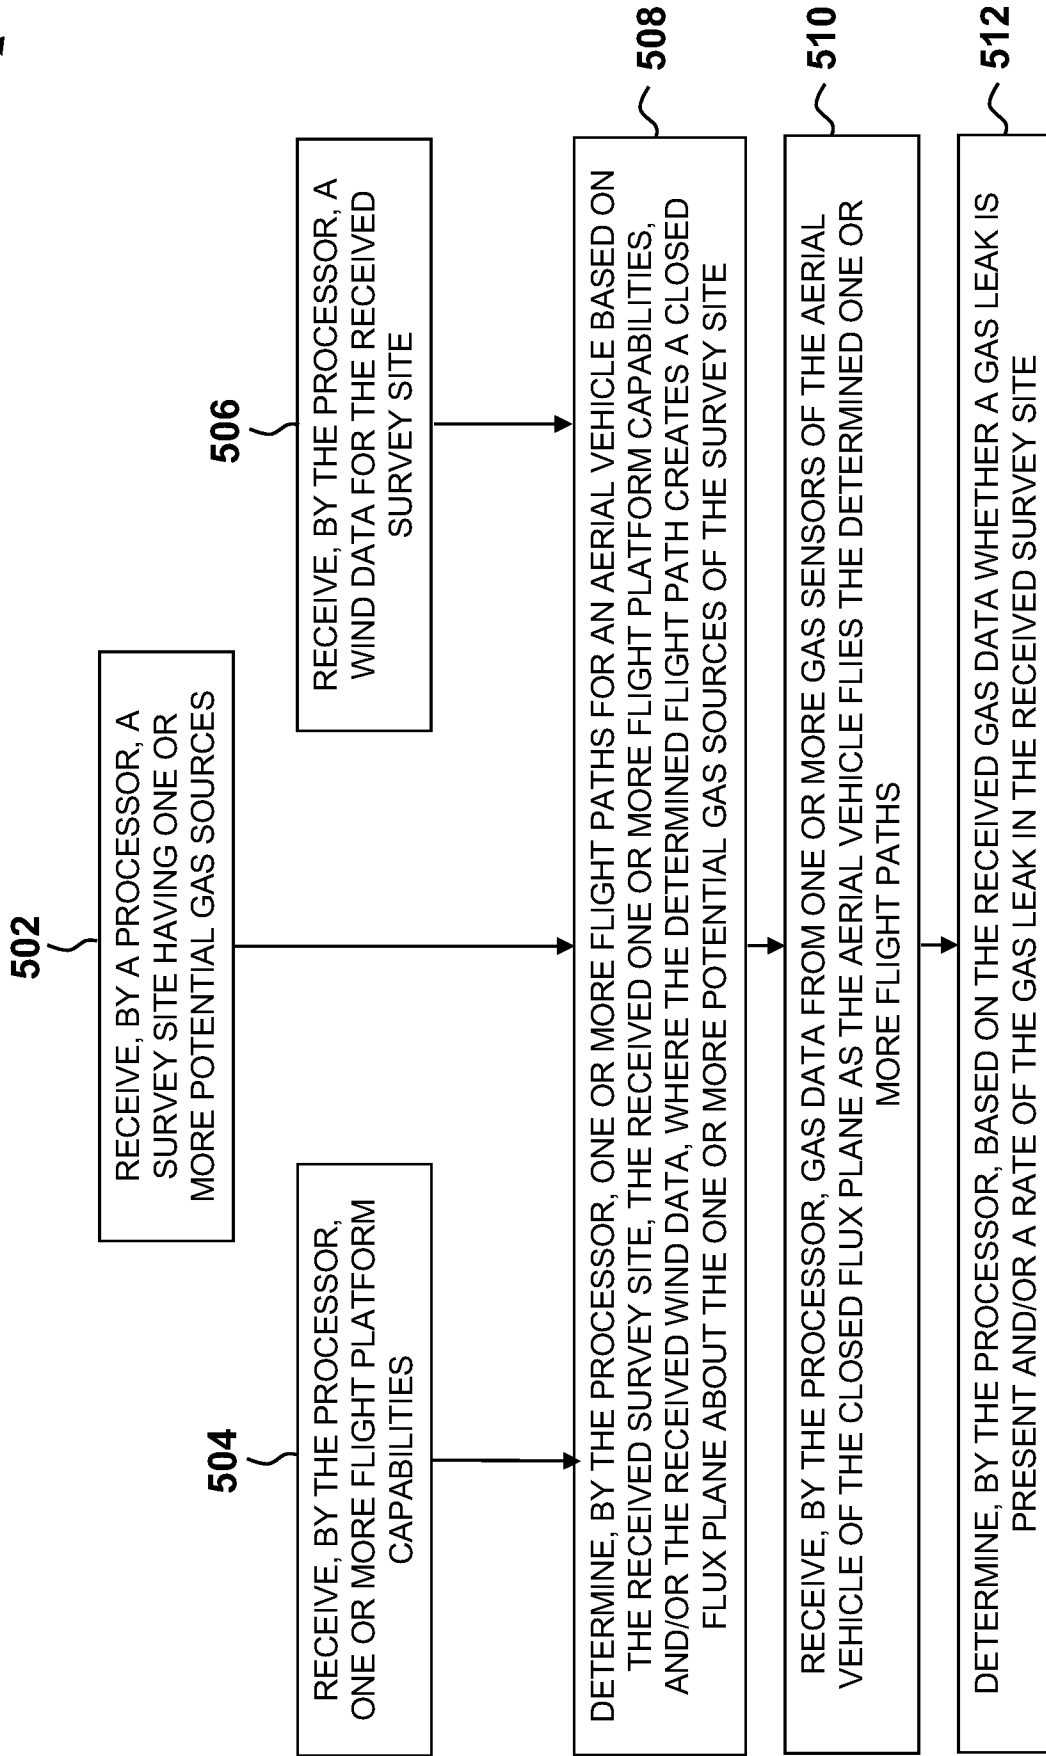 502
RECEIVE, BY A PROCESSOR, A
SURVEY SITE HAVING ONE OR
MORE POTENTIAL GAS SOURCES
504
RECEIVE, BY THE PROCESSOR,
ONE OR MORE FLIGHT PLATFORM
CAPABILITIES
506
RECEIVE, BY THE PROCESSOR, A
WIND DATA FOR THE RECEIVED
SURVEY SITE
508
DETERMINE, BY THE PROCESSOR, ONE OR MORE FLIGHT PATHS FOR AN AERIAL VEHICLE BASED ON
THE RECEIVED SURVEY SITE, THE RECEIVED ONE OR MORE FLIGHT PLATFORM CAPABILITIES,
AND/OR THE RECEIVED WIND DATA, WHERE THE DETERMINED FLIGHT PATH CREATES A CLOSED
FLUX PLANE ABOUT THE ONE OR MORE POTENTIAL GAS SOURCES OF THE SURVEY SITE
510
RECEIVE, BY THE PROCESSOR, GAS DATA FROM ONE OR MORE GAS SENSORS OF THE AERIAL
VEHICLE OF THE CLOSED FLUX PLANE AS THE AERIAL VEHICLE FLIES THE DETERMINED ONE OR
MORE FLIGHT PATHS
512
DETERMINE, BY THE PROCESSOR, BASED ON THE RECEIVED GAS DATA WHETHER A GAS LEAK IS
PRESENT AND/OR A RATE OF THE GAS LEAK IN THE RECEIVED SURVEY SITE